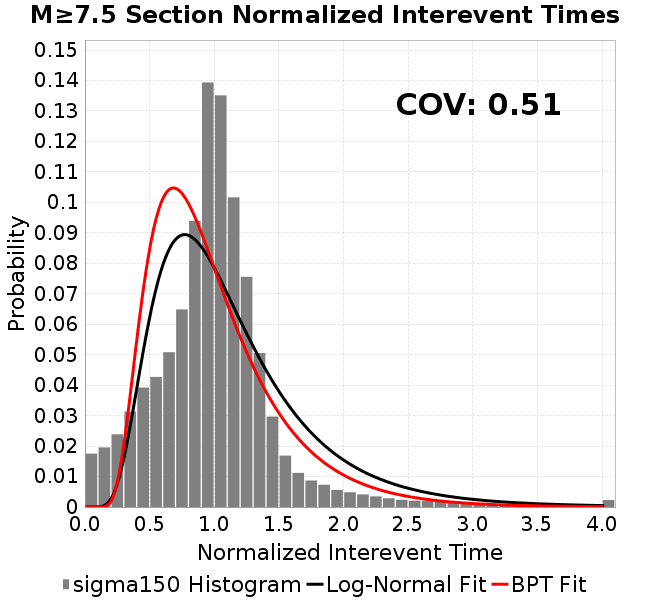 M≥7.5 Section Normalized Interevent Times
COV: 0.51
Probability
0.15
0.14
0.13
0.12
0.11
0.1
0.09
0.08
0.07
0.06
0.05
0.04
0.03
0.02
0.01
0
0.0 0.5 1.0 1.5 2.0 2.5 3.0 3.5 4.0
Normalized Interevent Time
sigma150 Histogram Log-Normal Fit BPT Fit